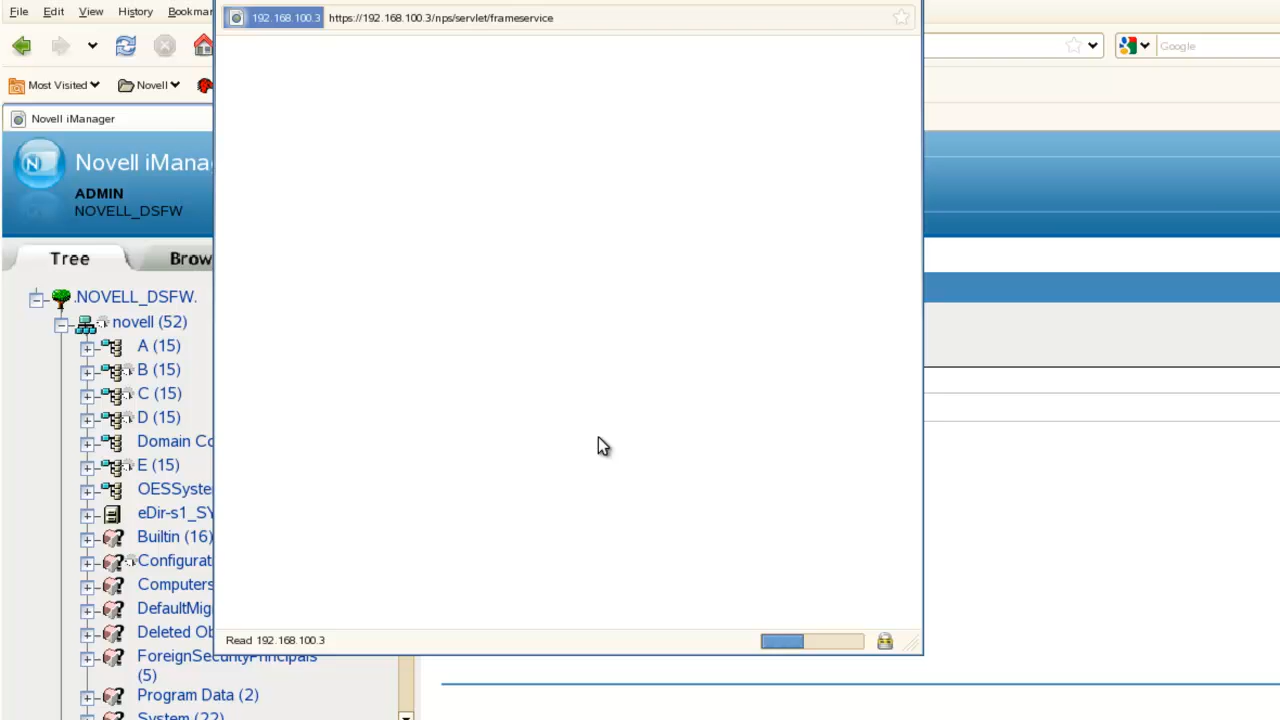 File Edit View History Bookmar
192.168.100.3 https://192.168.100.3/nps/servlet/frameservice
Google
Most Visited Novell
Novell iManager
Novell iMana
ADMIN
NOVELL_DSFW
Tree Brow
.NOVELL_DSFW.
novell (52)
A (15)
B (15)
C (15)
D (15)
Domain Co
E (15)
OESSyste
eDir-s1_SY
Builtin (16)
Configurat
Computers
DefaultMig
Deleted Ob
ForeignSecurityPrincipals
(5)
Program Data (2)
System (22)
Read 192.168.100.3